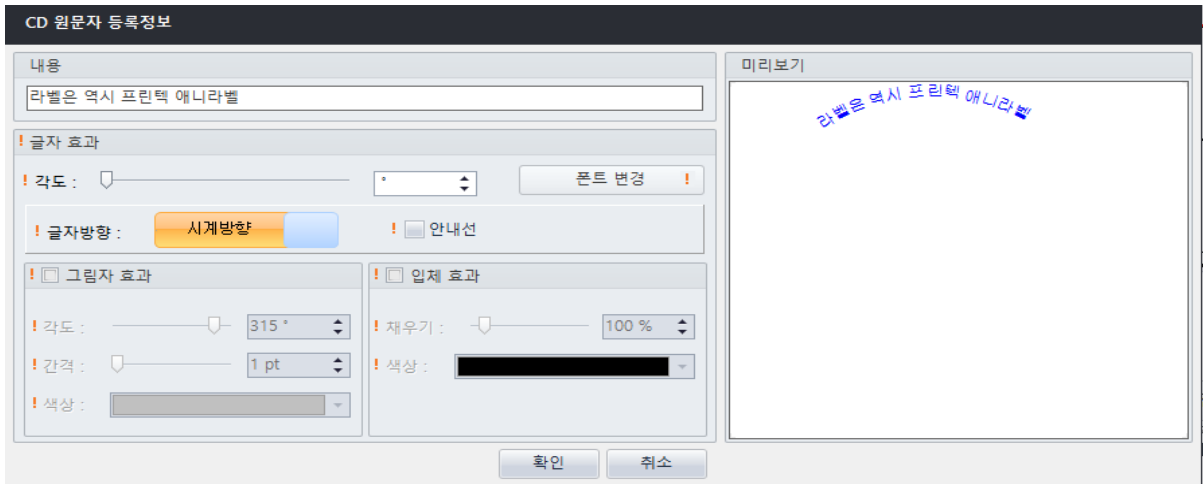 CD 원문자 등록정보
내용
라벨은 역시 프린텍 애니라벨
! 글자 효과
! 각도 : ° 폰트 변경 !
! 글자방향 : 시계방향 ! 안내선
! 그림자 효과
! 각도 : 315 °
! 간격 : 1 pt
! 색상 :
! 입체 효과
! 채우기 : 100 %
! 색상 :
미리보기
라벨은 역시 프린텍 애니라벨
확인 취소